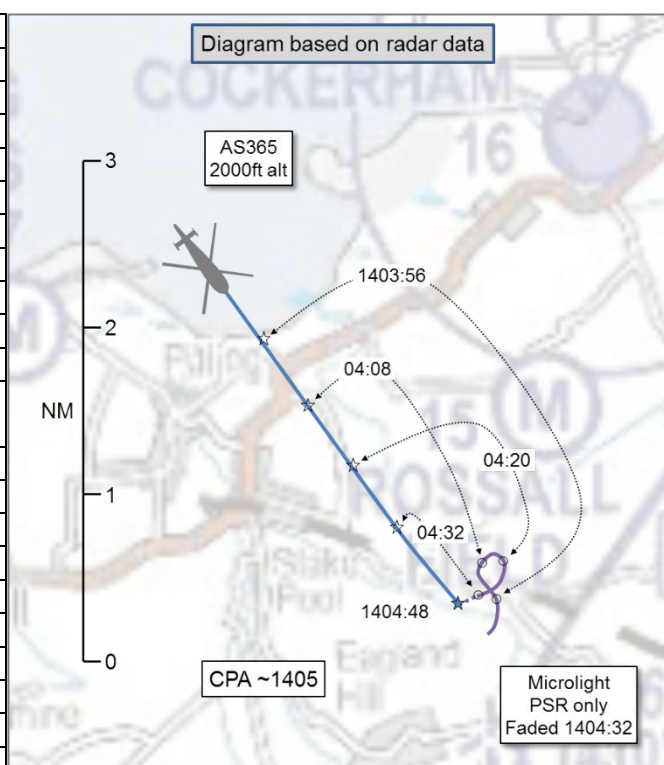 Diagram based on radar data
COCKERHAM
16
AS365
2000ft alt
3
1403:56
2
M
Pilling
04:08
NM
15
M
ROSSALL
04:20
1
FIELD
04:32
Stake
Pool
1404:48
0
Eagland
Hill
CPA ~1405
Microlight
PSR only
Faded 1404:32